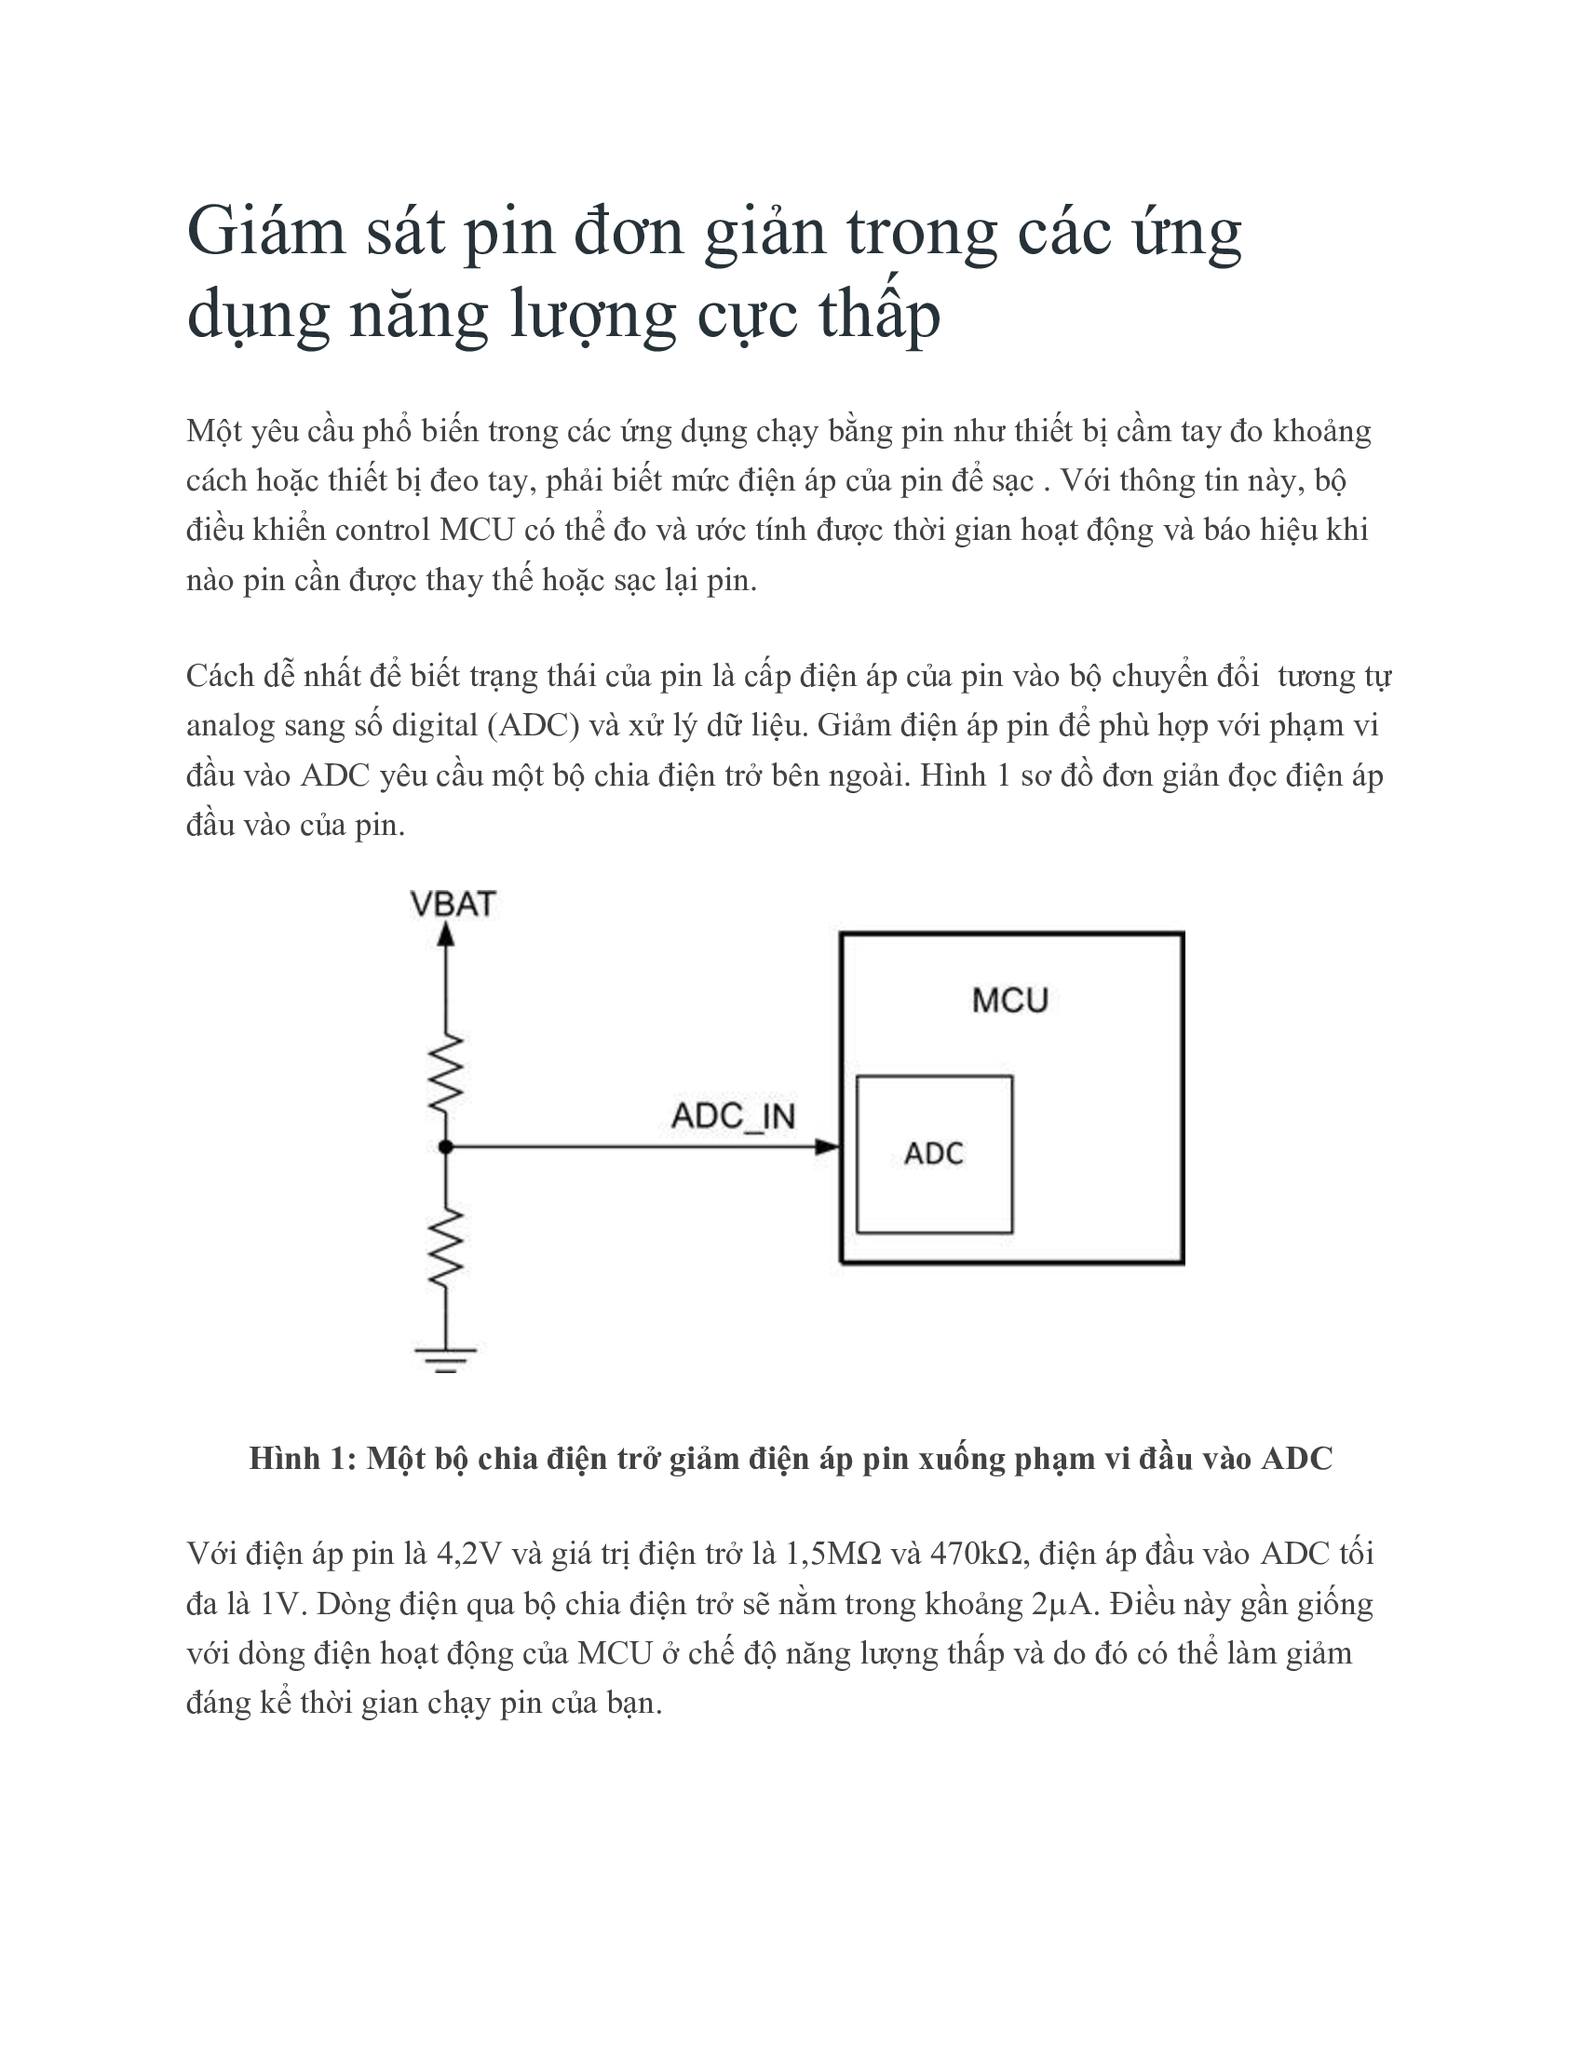 Giám sát pin đơn giản trong các ứng
dụng năng lượng cực thấp
Một yêu cầu phổ biến trong các ứng dụng chạy bằng pin như thiết bị cầm tay đo khoảng
cách hoặc thiết bị đeo tay, phải biết mức điện áp của pin để sạc . Với thông tin này, bộ
điều khiển control MCU có thể đo và ước tính được thời gian hoạt động và báo hiệu khi
nào pin cần được thay thế hoặc sạc lại pin.
Cách dễ nhất để biết trạng thái của pin là cấp điện áp của pin vào bộ chuyển đổi  tương tự
analog sang số digital (ADC) và xử lý dữ liệu. Giảm điện áp pin để phù hợp với phạm vi
đầu vào ADC yêu cầu một bộ chia điện trở bên ngoài. Hình 1 sơ đồ đơn giản đọc điện áp
đầu vào của pin.
VBAT
MCU
ADC_IN
ADC
Hình 1: Một bộ chia điện trở giảm điện áp pin xuống phạm vi đầu vào ADC
Với điện áp pin là 4,2V và giá trị điện trở là 1,5MΩ và 470kΩ, điện áp đầu vào ADC tối
đa là 1V. Dòng điện qua bộ chia điện trở sẽ nằm trong khoảng 2µA. Điều này gần giống
với dòng điện hoạt động của MCU ở chế độ năng lượng thấp và do đó có thể làm giảm
đáng kể thời gian chạy pin của bạn.